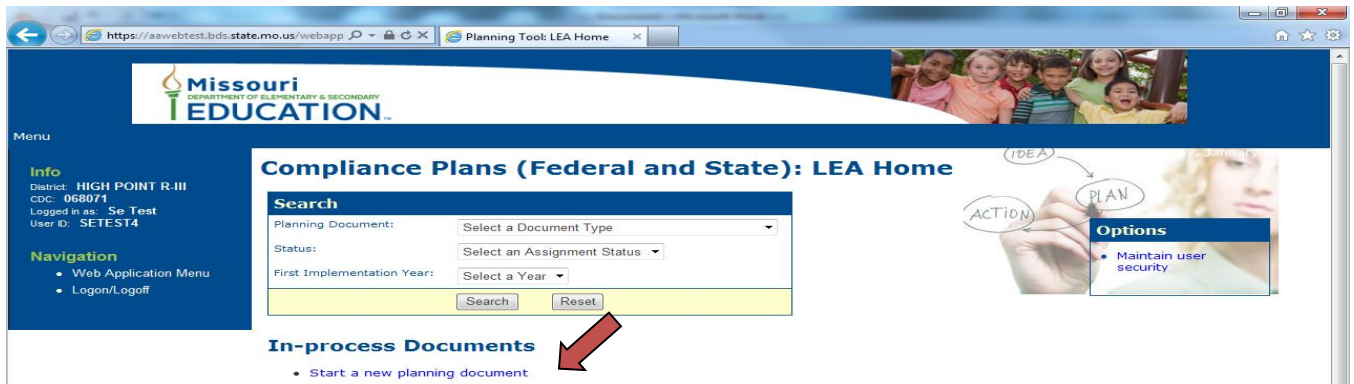 https://aawebtest.bds.state.mo.us/webapp
Planning Tool: LEA Home
Missouri
DEPARTMENT OF ELEMENTARY & SECONDARY
EDUCATION
Menu
Info
District: HIGH POINT R-III
CDC: 068071
Logged in as: Se Test
User ID: SETEST4
Navigation
• Web Application Menu
• Logon/Logoff
Compliance Plans (Federal and State): LEA Home
Search
Planning Document: Select a Document Type
Status: Select an Assignment Status
First Implementation Year: Select a Year
Search Reset
In-process Documents
• Start a new planning document
IDEA
PLAN
ACTION
Options
• Maintain user
security